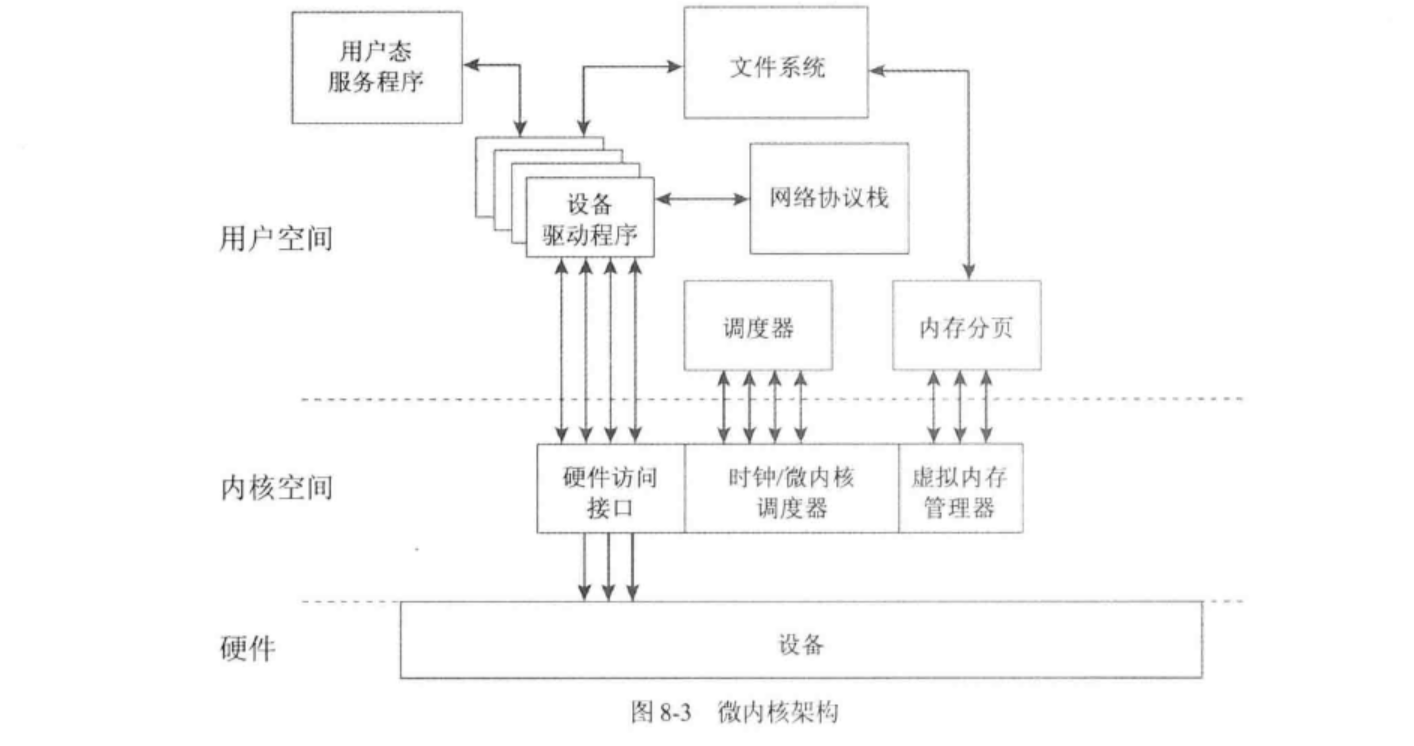 用户态
服务程序
文件系统
设备
驱动程序
网络协议栈
用户空间
调度器
内存分页
内核空间
硬件访问
接口
时钟/微内核
调度器
虚拟内存
管理器
硬件
设备
图 8-3 微内核架构